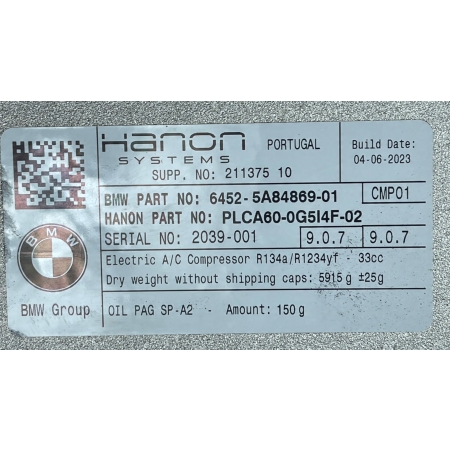 Hanon SYSTEMS
PORTUGAL
Build Date:
04-06-2023
SUPP. NO: 211375 10
BMW PART NO: 6452-5A84869-01
CMP01
HANON PART NO: PLCA60-0G5I4F-02
SERIAL NO: 2039-001
9.0.7
9.0.7
Electric A/C Compressor R134a/R1234yf - 33cc
Dry weight without shipping caps: 5915g ±25g
BMW
BMW Group
OIL PAG SP-A2 - Amount: 150g